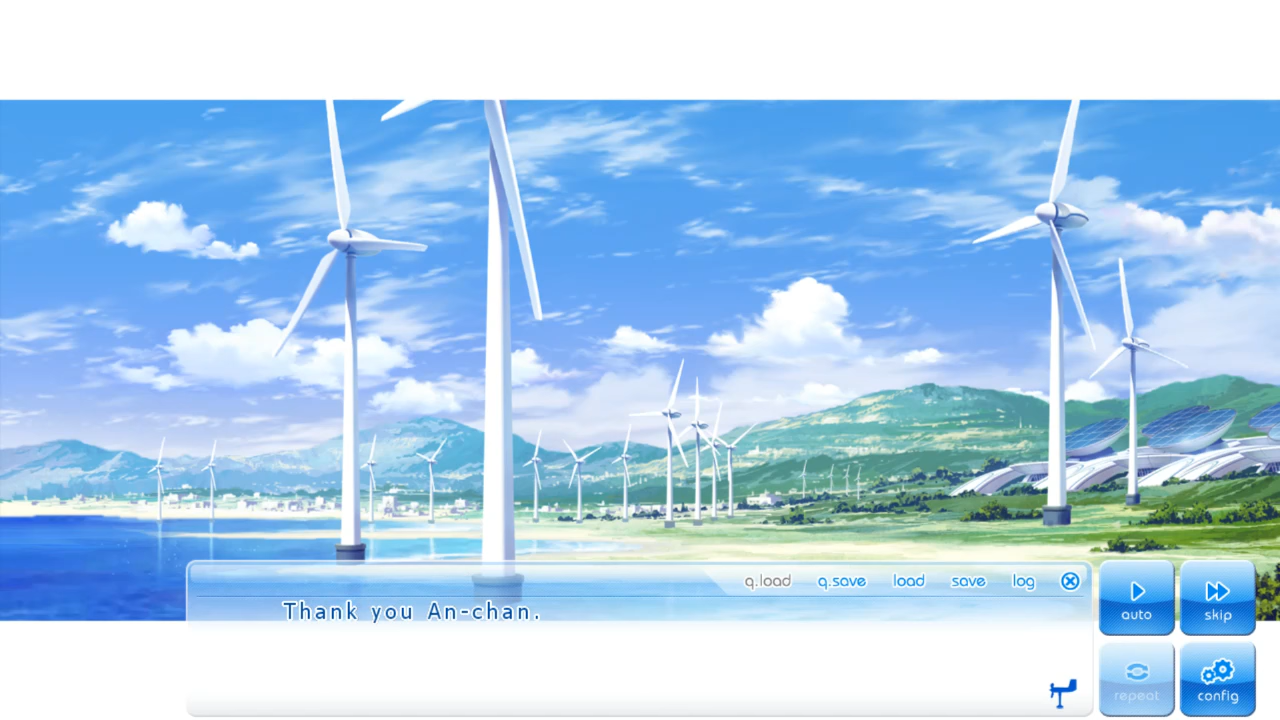 q.load q.save load save log
Thank you An-chan.
auto
skip
repeat
config